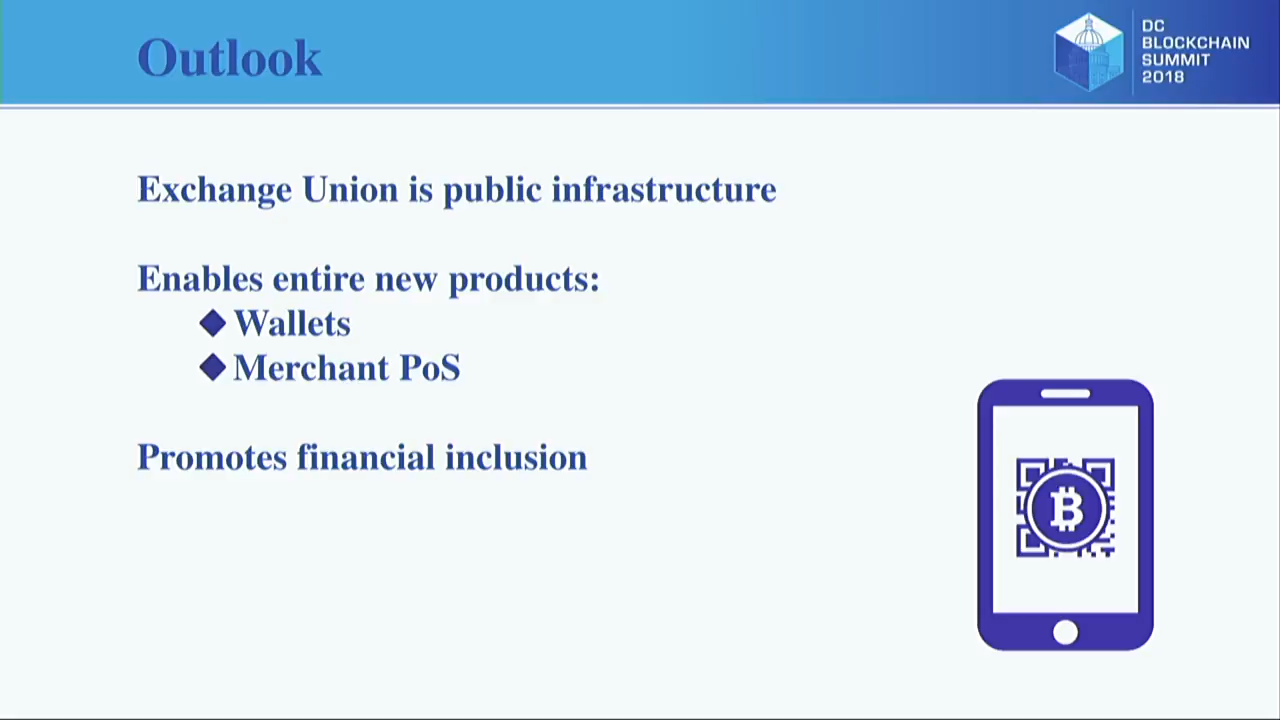 Outlook
DC
BLOCKCHAIN
SUMMIT
2018
Exchange Union is public infrastructure
Enables entire new products:
Wallets
Merchant PoS
Promotes financial inclusion